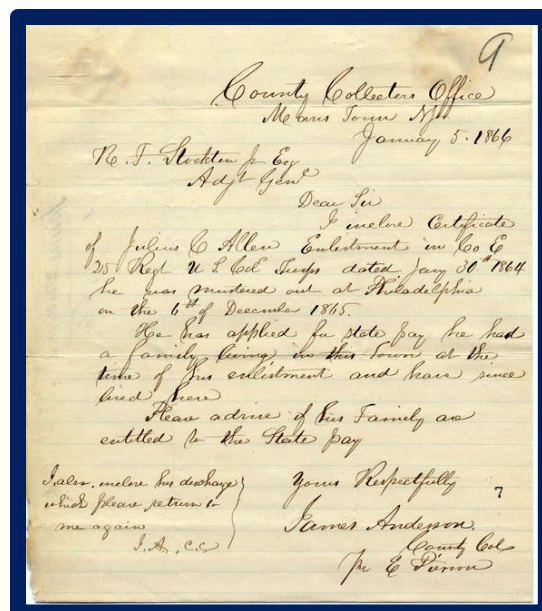 9
County Collectors Office
Morris Town NJ
January 5. 1866
R. F. Stockton Jr Esq
Adjt Genl
Dear Sir
I inclose Certificate
of Julius C Allen Enlistment in Co E
25 Regt U S Cold Troops dated Jany 30th 1864
he was mustered out at Philadelphia
on the 6th of December 1865.
He has applied for state pay he had
a family living in this Town at the
time of his enlistment and have since
lived here
Please advise if his Family are
entitled to the State pay
Yours Respectfully
James Anderson.
County Col
Pr E Pierson
I also inclose his discharge
which please return to
me again
J. A. C. C.